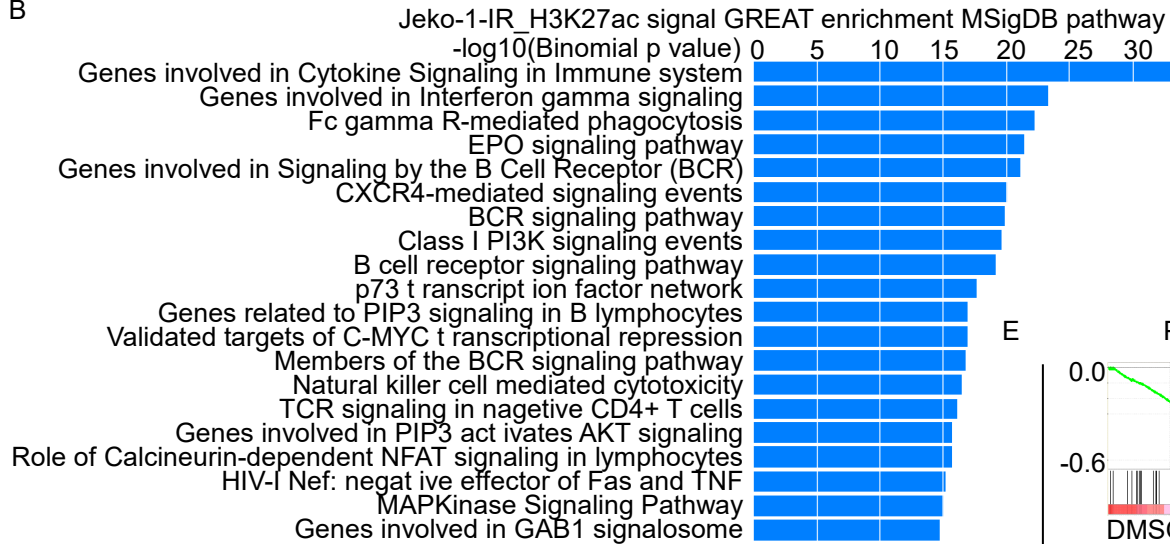 B
Jeko-1-IR_H3K27ac signal GREAT enrichment MSigDB pathway
-log10(Binomial p value) 0 5 10 15 20 25 30
Genes involved in Cytokine Signaling in Immune system
Genes involved in Interferon gamma signaling
Fc gamma R-mediated phagocytosis
EPO signaling pathway
Genes involved in Signaling by the B Cell Receptor (BCR)
CXCR4-mediated signaling events
BCR signaling pathway
Class I PI3K signaling events
B cell receptor signaling pathway
p73 t ranscript ion factor network
Genes related to PIP3 signaling in B lymphocytes
Validated targets of C-MYC t ranscriptional repression
Members of the BCR signaling pathway
Natural killer cell mediated cytotoxicity
TCR signaling in nagetive CD4+ T cells
Genes involved in PIP3 act ivates AKT signaling
Role of Calcineurin-dependent NFAT signaling in lymphocytes
HIV-I Nef: negat ive effector of Fas and TNF
MAPKinase Signaling Pathway
Genes involved in GAB1 signalosome
E
0.0
-0.6